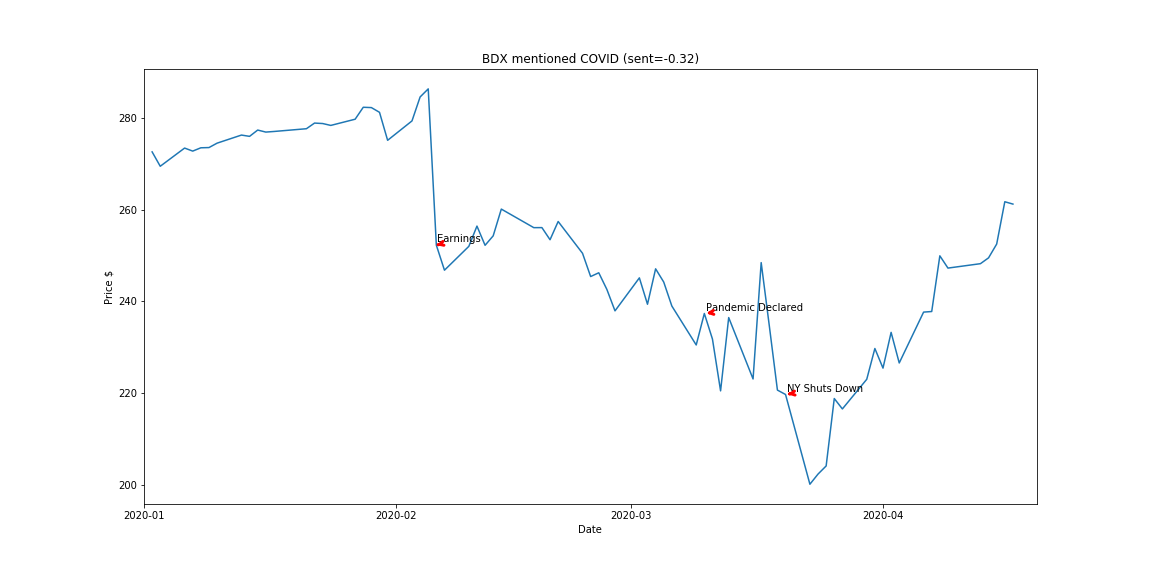 BDX mentioned COVID (sent=-0.32)
280
260
240
220
200
Price $
Earnings
Pandemic Declared
NY Shuts Down
2020-01
2020-02
2020-03
2020-04
Date